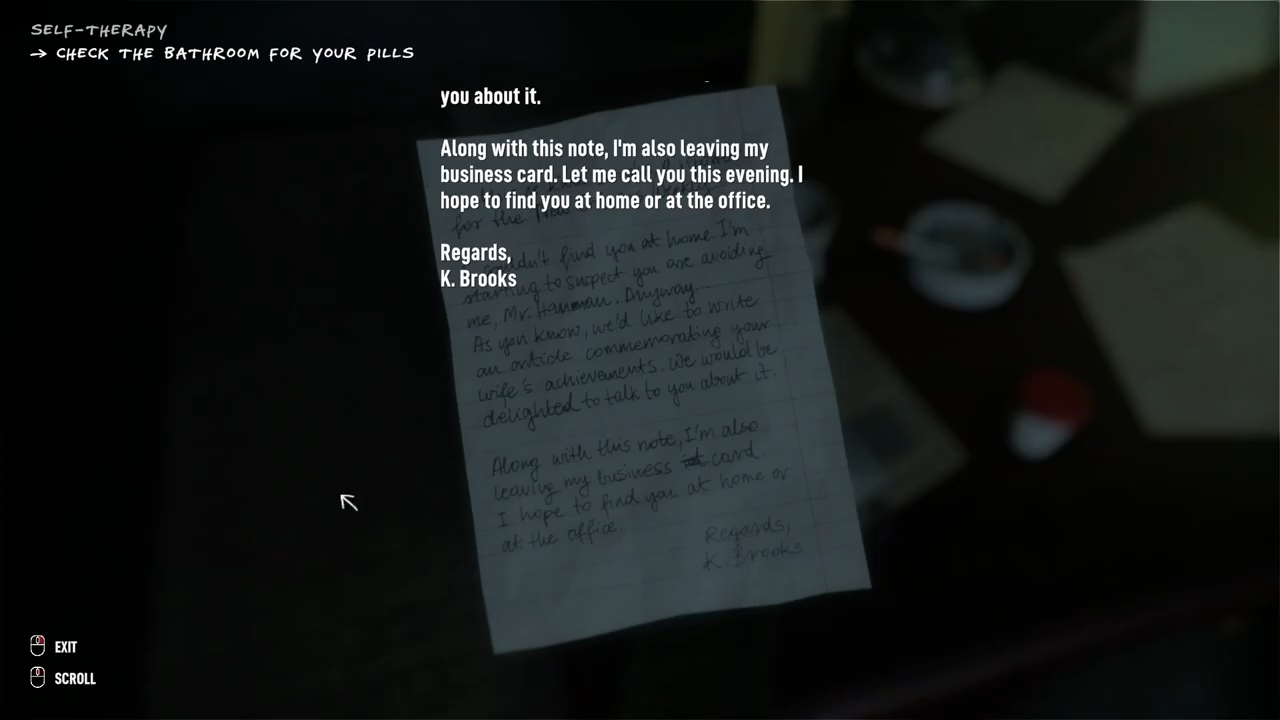 SELF-THERAPY
→ CHECK THE BATHROOM FOR YOUR PILLS
you about it.
Along with this note, I'm also leaving my
business card. Let me call you this evening. I
hope to find you at home or at the office.
Regards,
K. Brooks
for the
find you at home I'm
starting to suspect you are avoiding
me, Mr. Hamman. Anyway...
As you know, we'd like to write
an article commemorating your
wife's achievements. We would be
delighted to talk to you about it.
Along with this note, I'm also
leaving my business card.
I hope to find you at home or
at the office.
Regards,
K. Brooks
EXIT
SCROLL